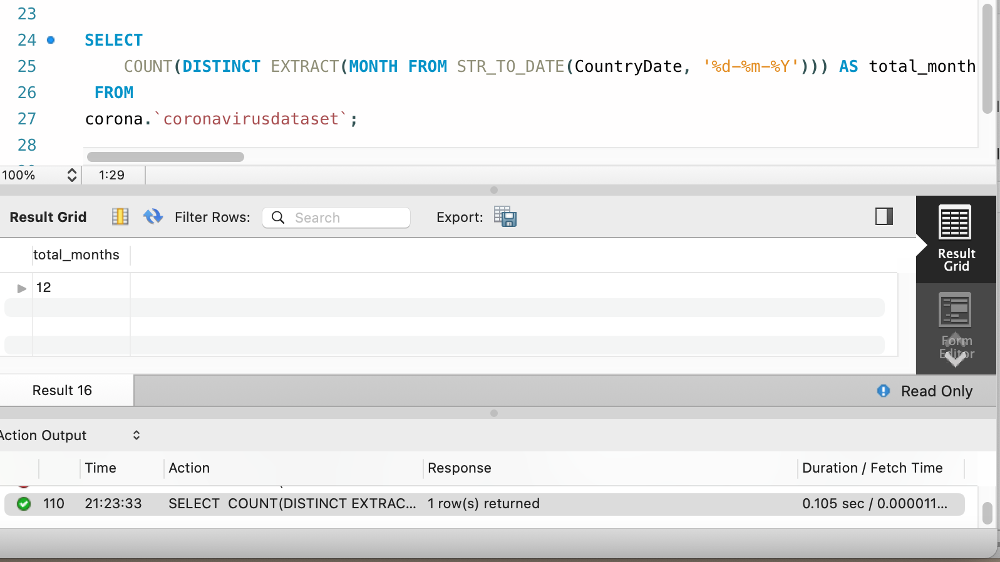 23
24 SELECT
25 COUNT(DISTINCT EXTRACT(MONTH FROM STR_TO_DATE(CountryDate, '%d-%m-%Y'))) AS total_month
26 FROM
27 corona.`coronavirusdataset`;
28
100% 1:29
Result Grid Filter Rows: Search Export:
Result
Grid
total_months
12
Form
Editor
Result 16 Read Only
Action Output
Time Action Response Duration / Fetch Time
110 21:23:33 SELECT COUNT(DISTINCT EXTRAC... 1 row(s) returned 0.105 sec / 0.000011...